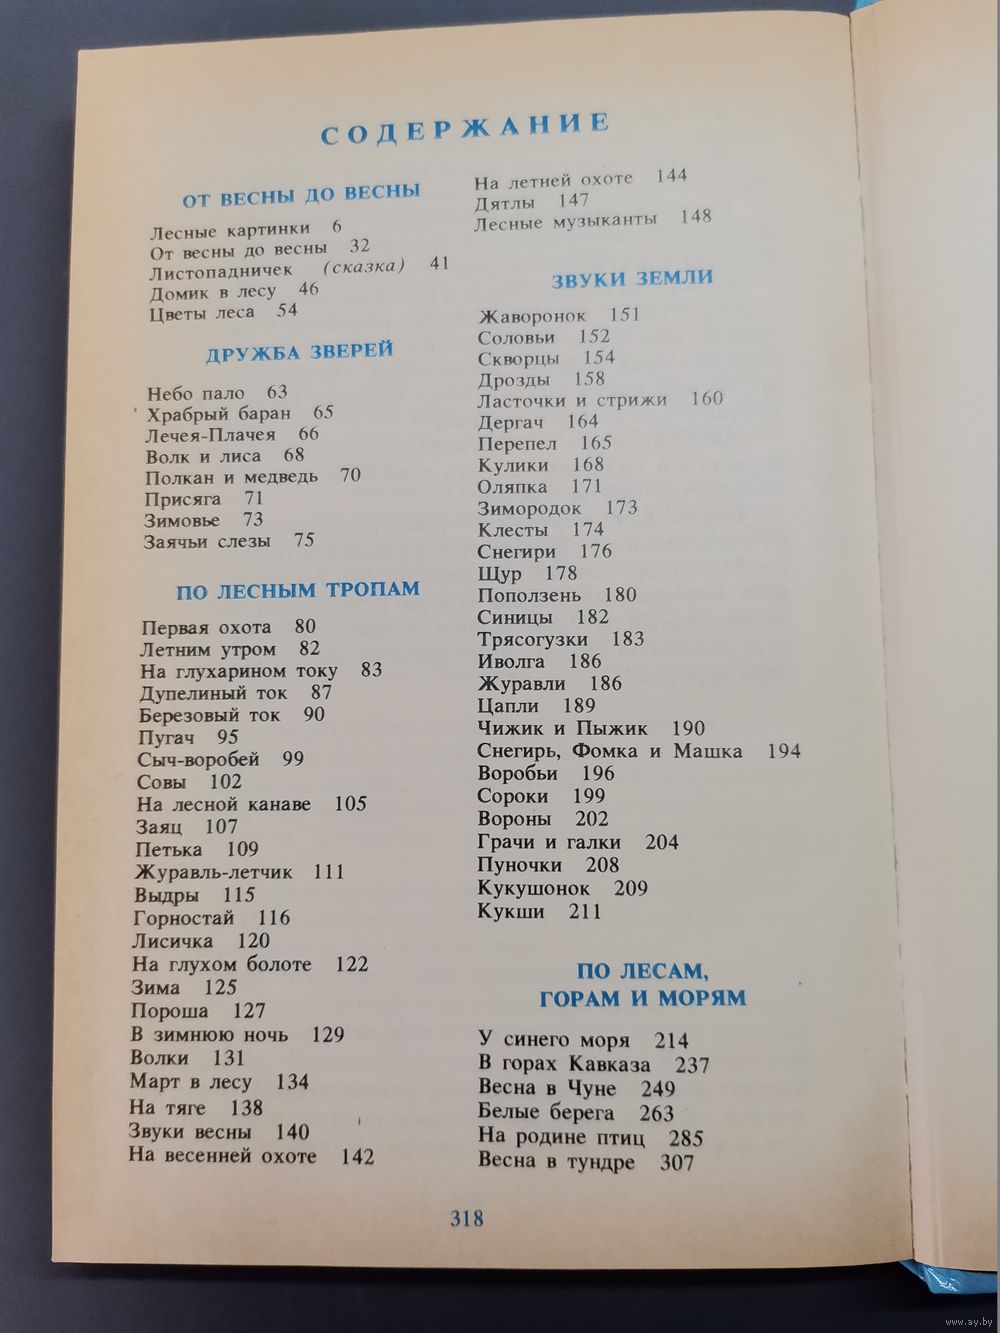 СОДЕРЖАНИЕ
ОТ ВЕСНЫ ДО ВЕСНЫ
Лесные картинки 6
От весны до весны 32
Листопадничек (сказка) 41
Домик в лесу 46
Цветы леса 54
ДРУЖБА ЗВЕРЕЙ
Небо пало 63
Храбрый баран 65
Лечея-Плачея 66
Волк и лиса 68
Полкан и медведь 70
Присяга 71
Зимовье 73
Заячьи слезы 75
ПО ЛЕСНЫМ ТРОПАМ
Первая охота 80
Летним утром 82
На глухарином току 83
Дупелиный ток 87
Березовый ток 90
Пугач 95
Сыч-воробей 99
Совы 102
На лесной канаве 105
Заяц 107
Петька 109
Журавль-летчик 111
Выдры 115
Горностай 116
Лисичка 120
На глухом болоте 122
Зима 125
Пороша 127
В зимнюю ночь 129
Волки 131
Март в лесу 134
На тяге 138
Звуки весны 140
На весенней охоте 142
На летней охоте 144
Дятлы 147
Лесные музыканты 148
ЗВУКИ ЗЕМЛИ
Жаворонок 151
Соловьи 152
Скворцы 154
Дрозды 158
Ласточки и стрижи 160
Дергач 164
Перепел 165
Кулики 168
Оляпка 171
Зимородок 173
Клесты 174
Снегири 176
Щур 178
Поползень 180
Синицы 182
Трясогузки 183
Иволга 186
Журавли 186
Цапли 189
Чижик и Пыжик 190
Снегирь, Фомка и Машка 194
Воробьи 196
Сороки 199
Вороны 202
Грачи и галки 204
Пуночки 208
Кукушонок 209
Кукши 211
ПО ЛЕСАМ,
ГОРАМ И МОРЯМ
У синего моря 214
В горах Кавказа 237
Весна в Чуне 249
Белые берега 263
На родине птиц 285
Весна в тундре 307
318
www.ay.by